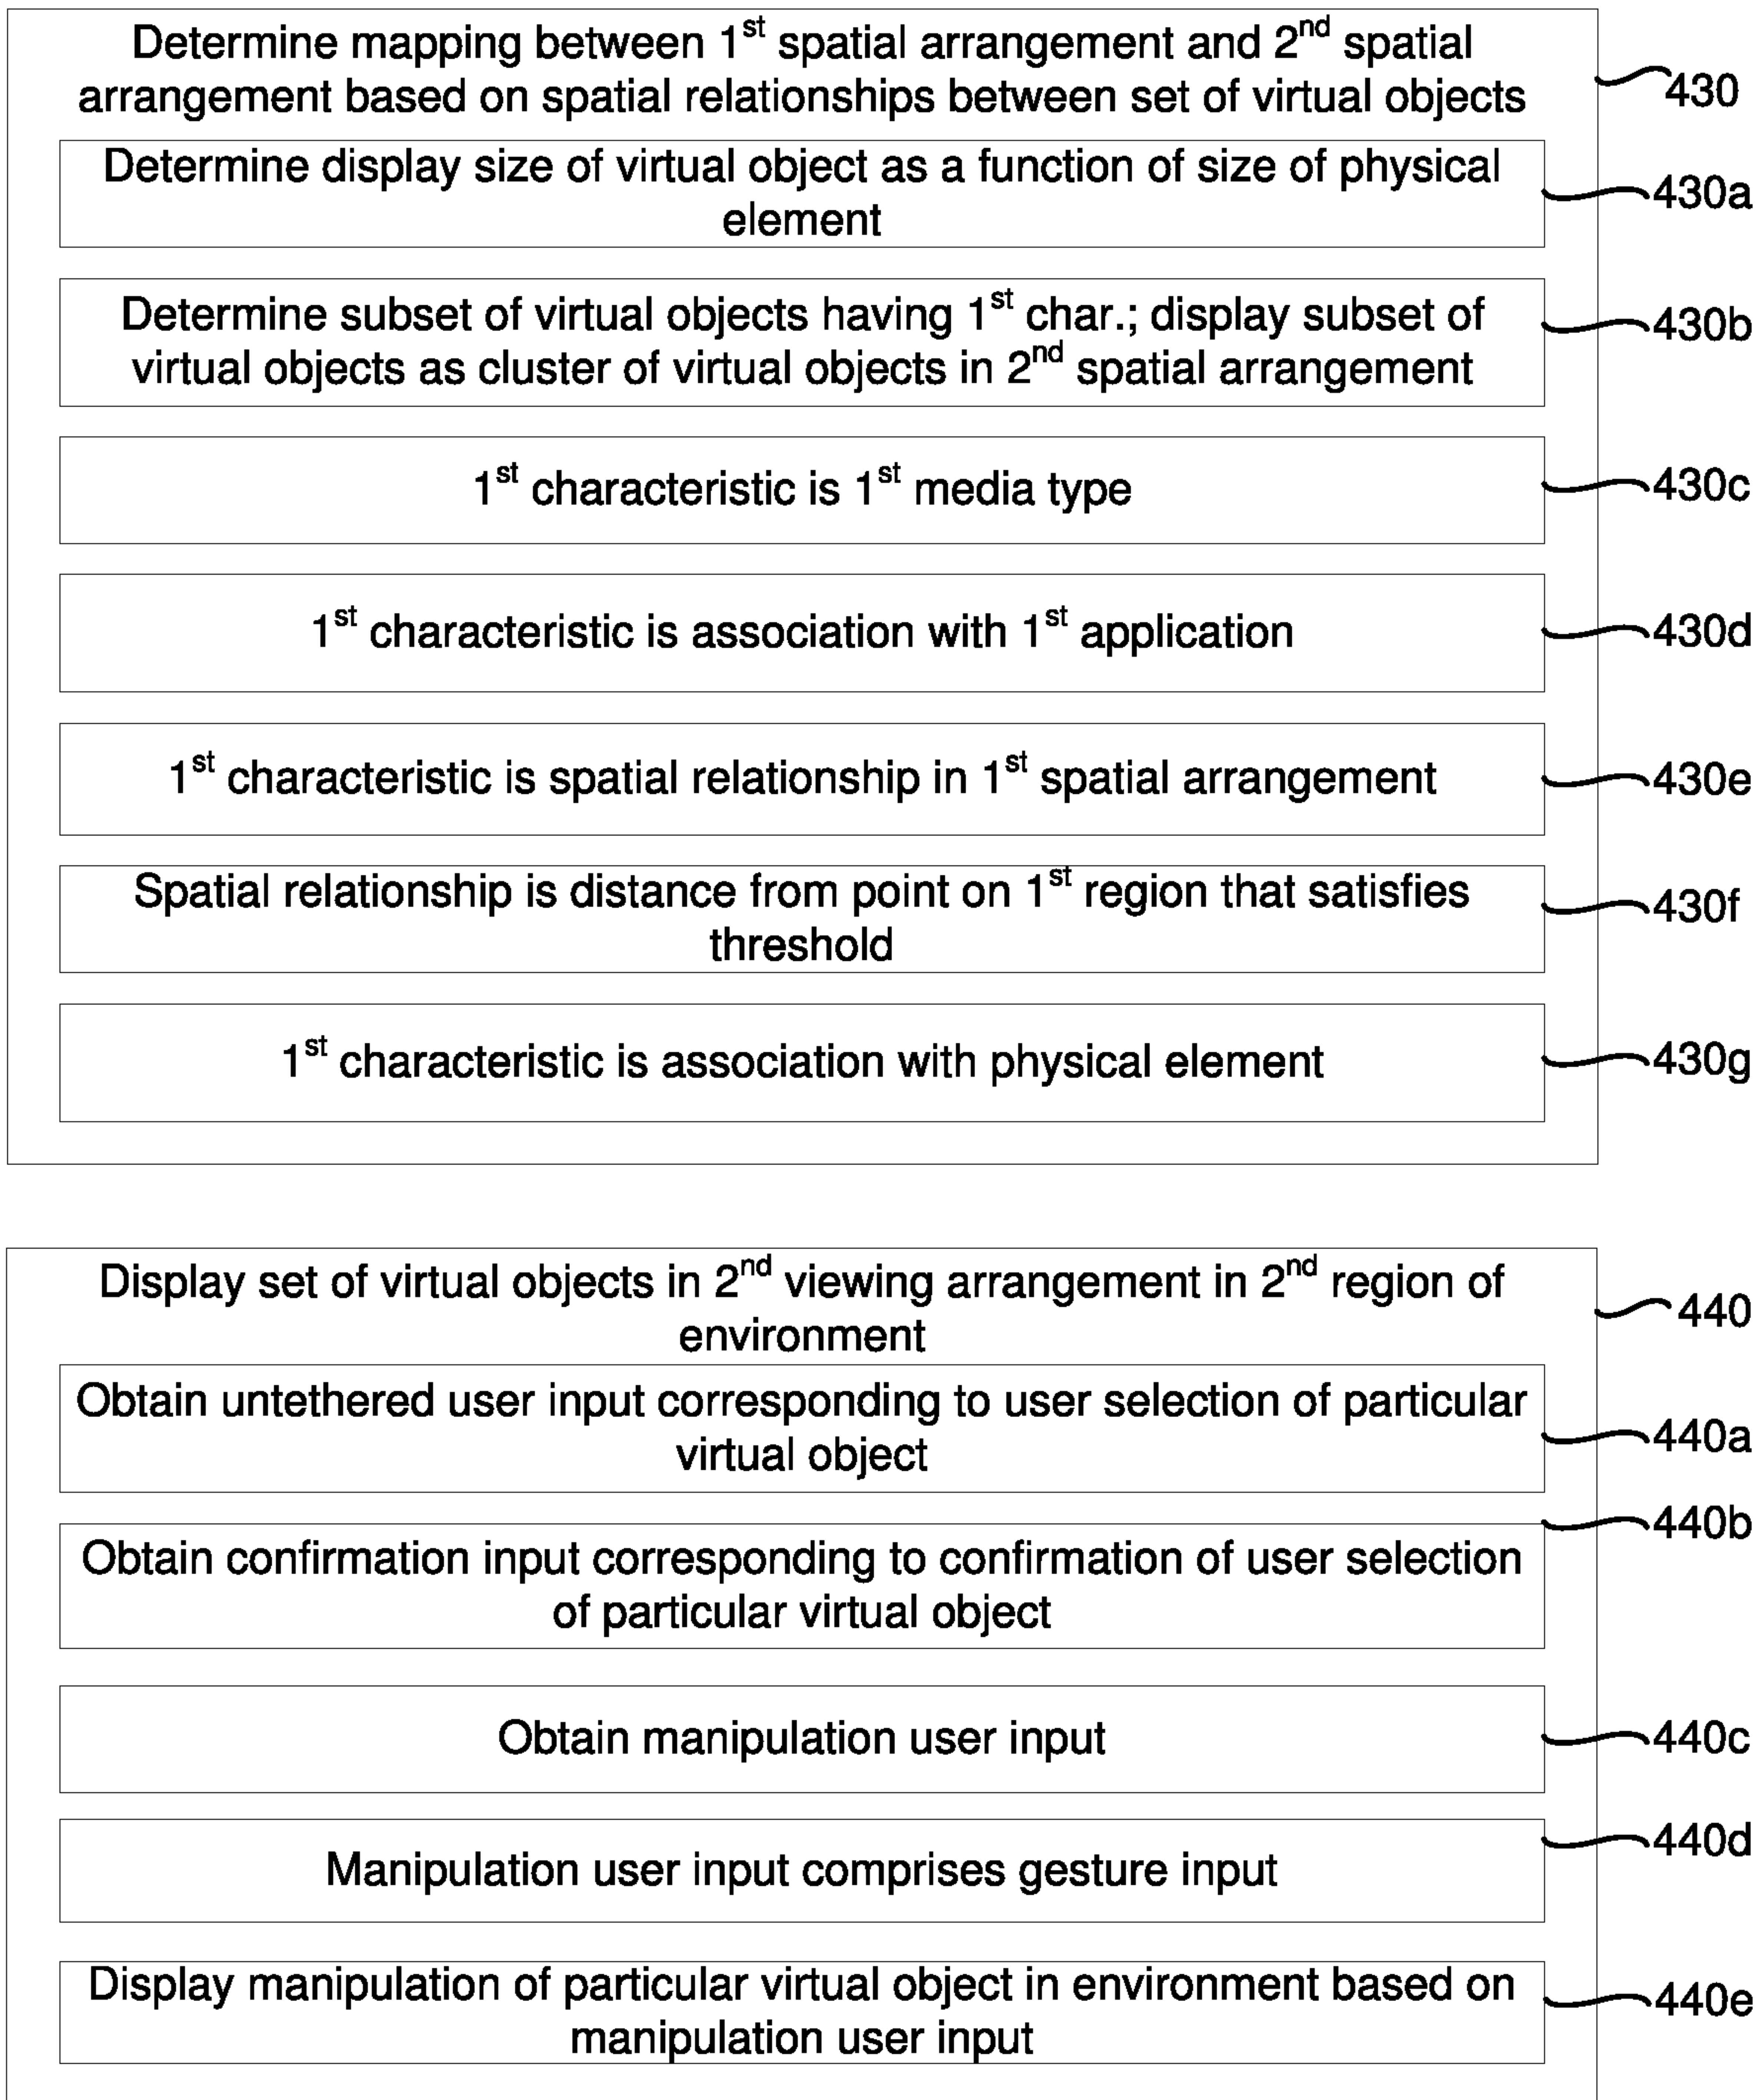 Determine mapping between 1st spatial arrangement and 2nd spatial
arrangement based on spatial relationships between set of virtual objects
430
Determine display size of virtual object as a function of size of physical
element
430a
Determine subset of virtual objects having 1st char.; display subset of
virtual objects as cluster of virtual objects in 2nd spatial arrangement
430b
1st characteristic is 1st media type
430c
1st characteristic is association with 1st application
430d
1st characteristic is spatial relationship in 1st spatial arrangement
430e
Spatial relationship is distance from point on 1st region that satisfies
threshold
430f
1st characteristic is association with physical element
430g
Display set of virtual objects in 2nd viewing arrangement in 2nd region of
environment
440
Obtain untethered user input corresponding to user selection of particular
virtual object
440a
Obtain confirmation input corresponding to confirmation of user selection
of particular virtual object
440b
Obtain manipulation user input
440c
Manipulation user input comprises gesture input
440d
Display manipulation of particular virtual object in environment based on
manipulation user input
440e